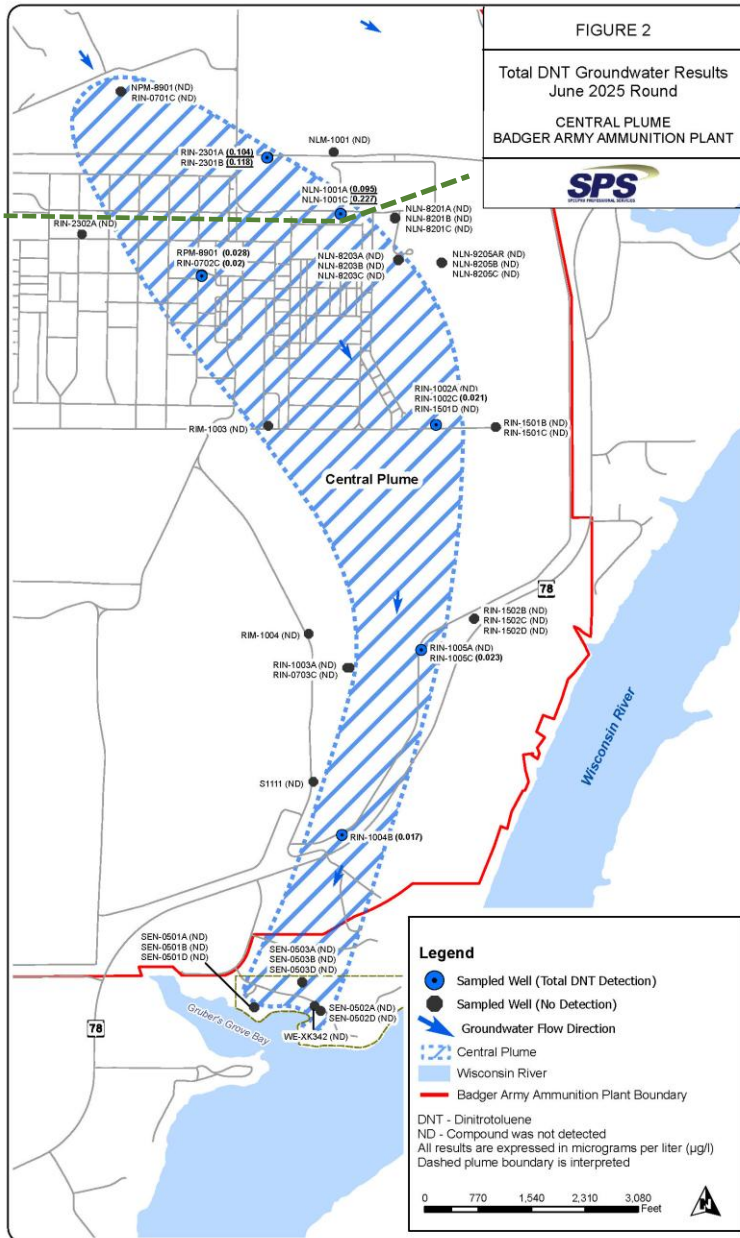 FIGURE 2
Total DNT Groundwater Results
June 2025 Round
CENTRAL PLUME
BADGER ARMY AMMUNITION PLANT
SPS
SPECPRO PROFESSIONAL SERVICES
NPM-8901 (ND)
RIN-0701C (ND)
RIN-2301A (0.104)
RIN-2301B (0.118)
NLM-1001 (ND)
NLN-1001A (0.095)
NLN-1001C (0.227)
NLN-8201A (ND)
NLN-8201B (ND)
NLN-8201C (ND)
RIN-2302A (ND)
RPM-8901 (0.028)
RIN-0702C (0.02)
NLN-8203A (ND)
NLN-8203B (ND)
NLN-8203C (ND)
NLN-8205AR (ND)
NLN-8205B (ND)
NLN-8205C (ND)
RIN-1002A (ND)
RIN-1002C (0.021)
RIN-1501D (ND)
RIM-1003 (ND)
RIN-1501B (ND)
RIN-1501C (ND)
Central Plume
78
RIN-1502B (ND)
RIN-1502C (ND)
RIN-1502D (ND)
RIM-1004 (ND)
RIN-1005A (ND)
RIN-1005C (0.023)
RIN-1003A (ND)
RIN-0703C (ND)
Wisconsin River
S1111 (ND)
RIN-1004B (0.017)
SEN-0501A (ND)
SEN-0501B (ND)
SEN-0501D (ND)
SEN-0503A (ND)
SEN-0503B (ND)
SEN-0503D (ND)
SEN-0502A (ND)
SEN-0502D (ND)
WE-XK342 (ND)
Gruber's Grove Bay
78
Legend
Sampled Well (Total DNT Detection)
Sampled Well (No Detection)
Groundwater Flow Direction
Central Plume
Wisconsin River
Badger Army Ammunition Plant Boundary
DNT - Dinitrotoluene
ND - Compound was not detected
All results are expressed in micrograms per liter (µg/l)
Dashed plume boundary is interpreted
0 770 1,540 2,310 3,080
Feet
N